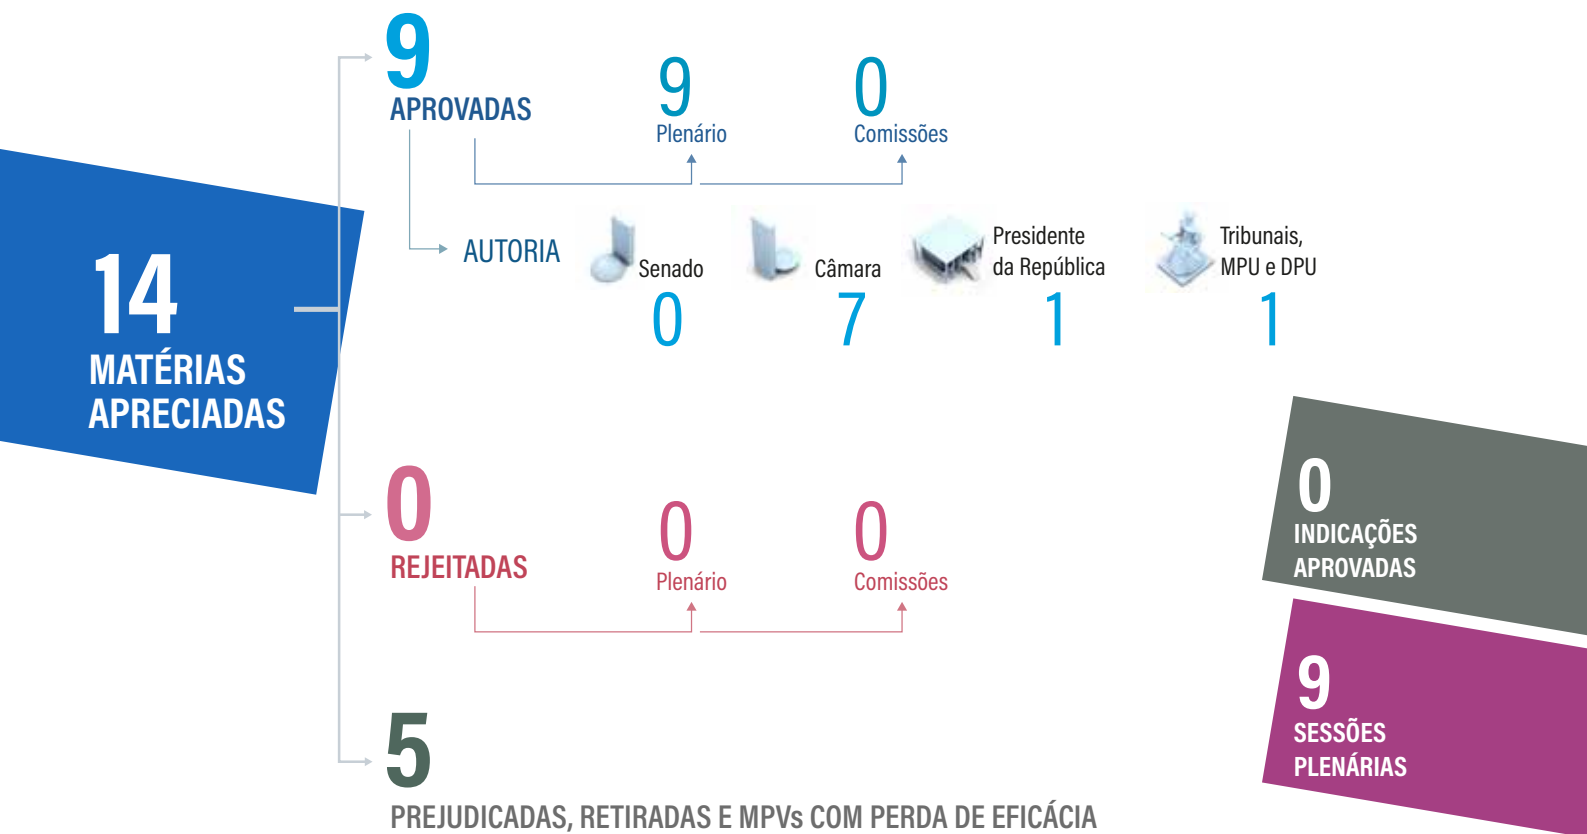 14
MATÉRIAS
APRECIADAS
9
APROVADAS
9
Plenário
0
Comissões
AUTORIA
Senado
0
Câmara
7
Presidente
da República
1
Tribunais,
MPU e DPU
1
0
REJEITADAS
0
Plenário
0
Comissões
5
PREJUDICADAS, RETIRADAS E MPVs COM PERDA DE EFICÁCIA
0
INDICAÇÕES
APROVADAS
9
SESSÕES
PLENÁRIAS